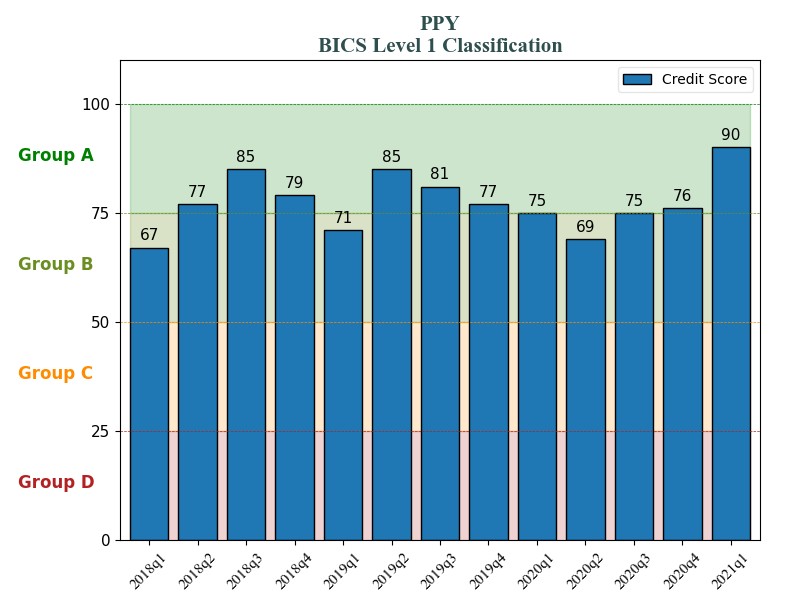 PPY
BICS Level 1 Classification
Credit Score
100
Group A
75
Group B
50
Group C
25
Group D
0
67
77
85
79
71
85
81
77
75
69
75
76
90
2018q1
2018q2
2018q3
2018q4
2019q1
2019q2
2019q3
2019q4
2020q1
2020q2
2020q3
2020q4
2021q1